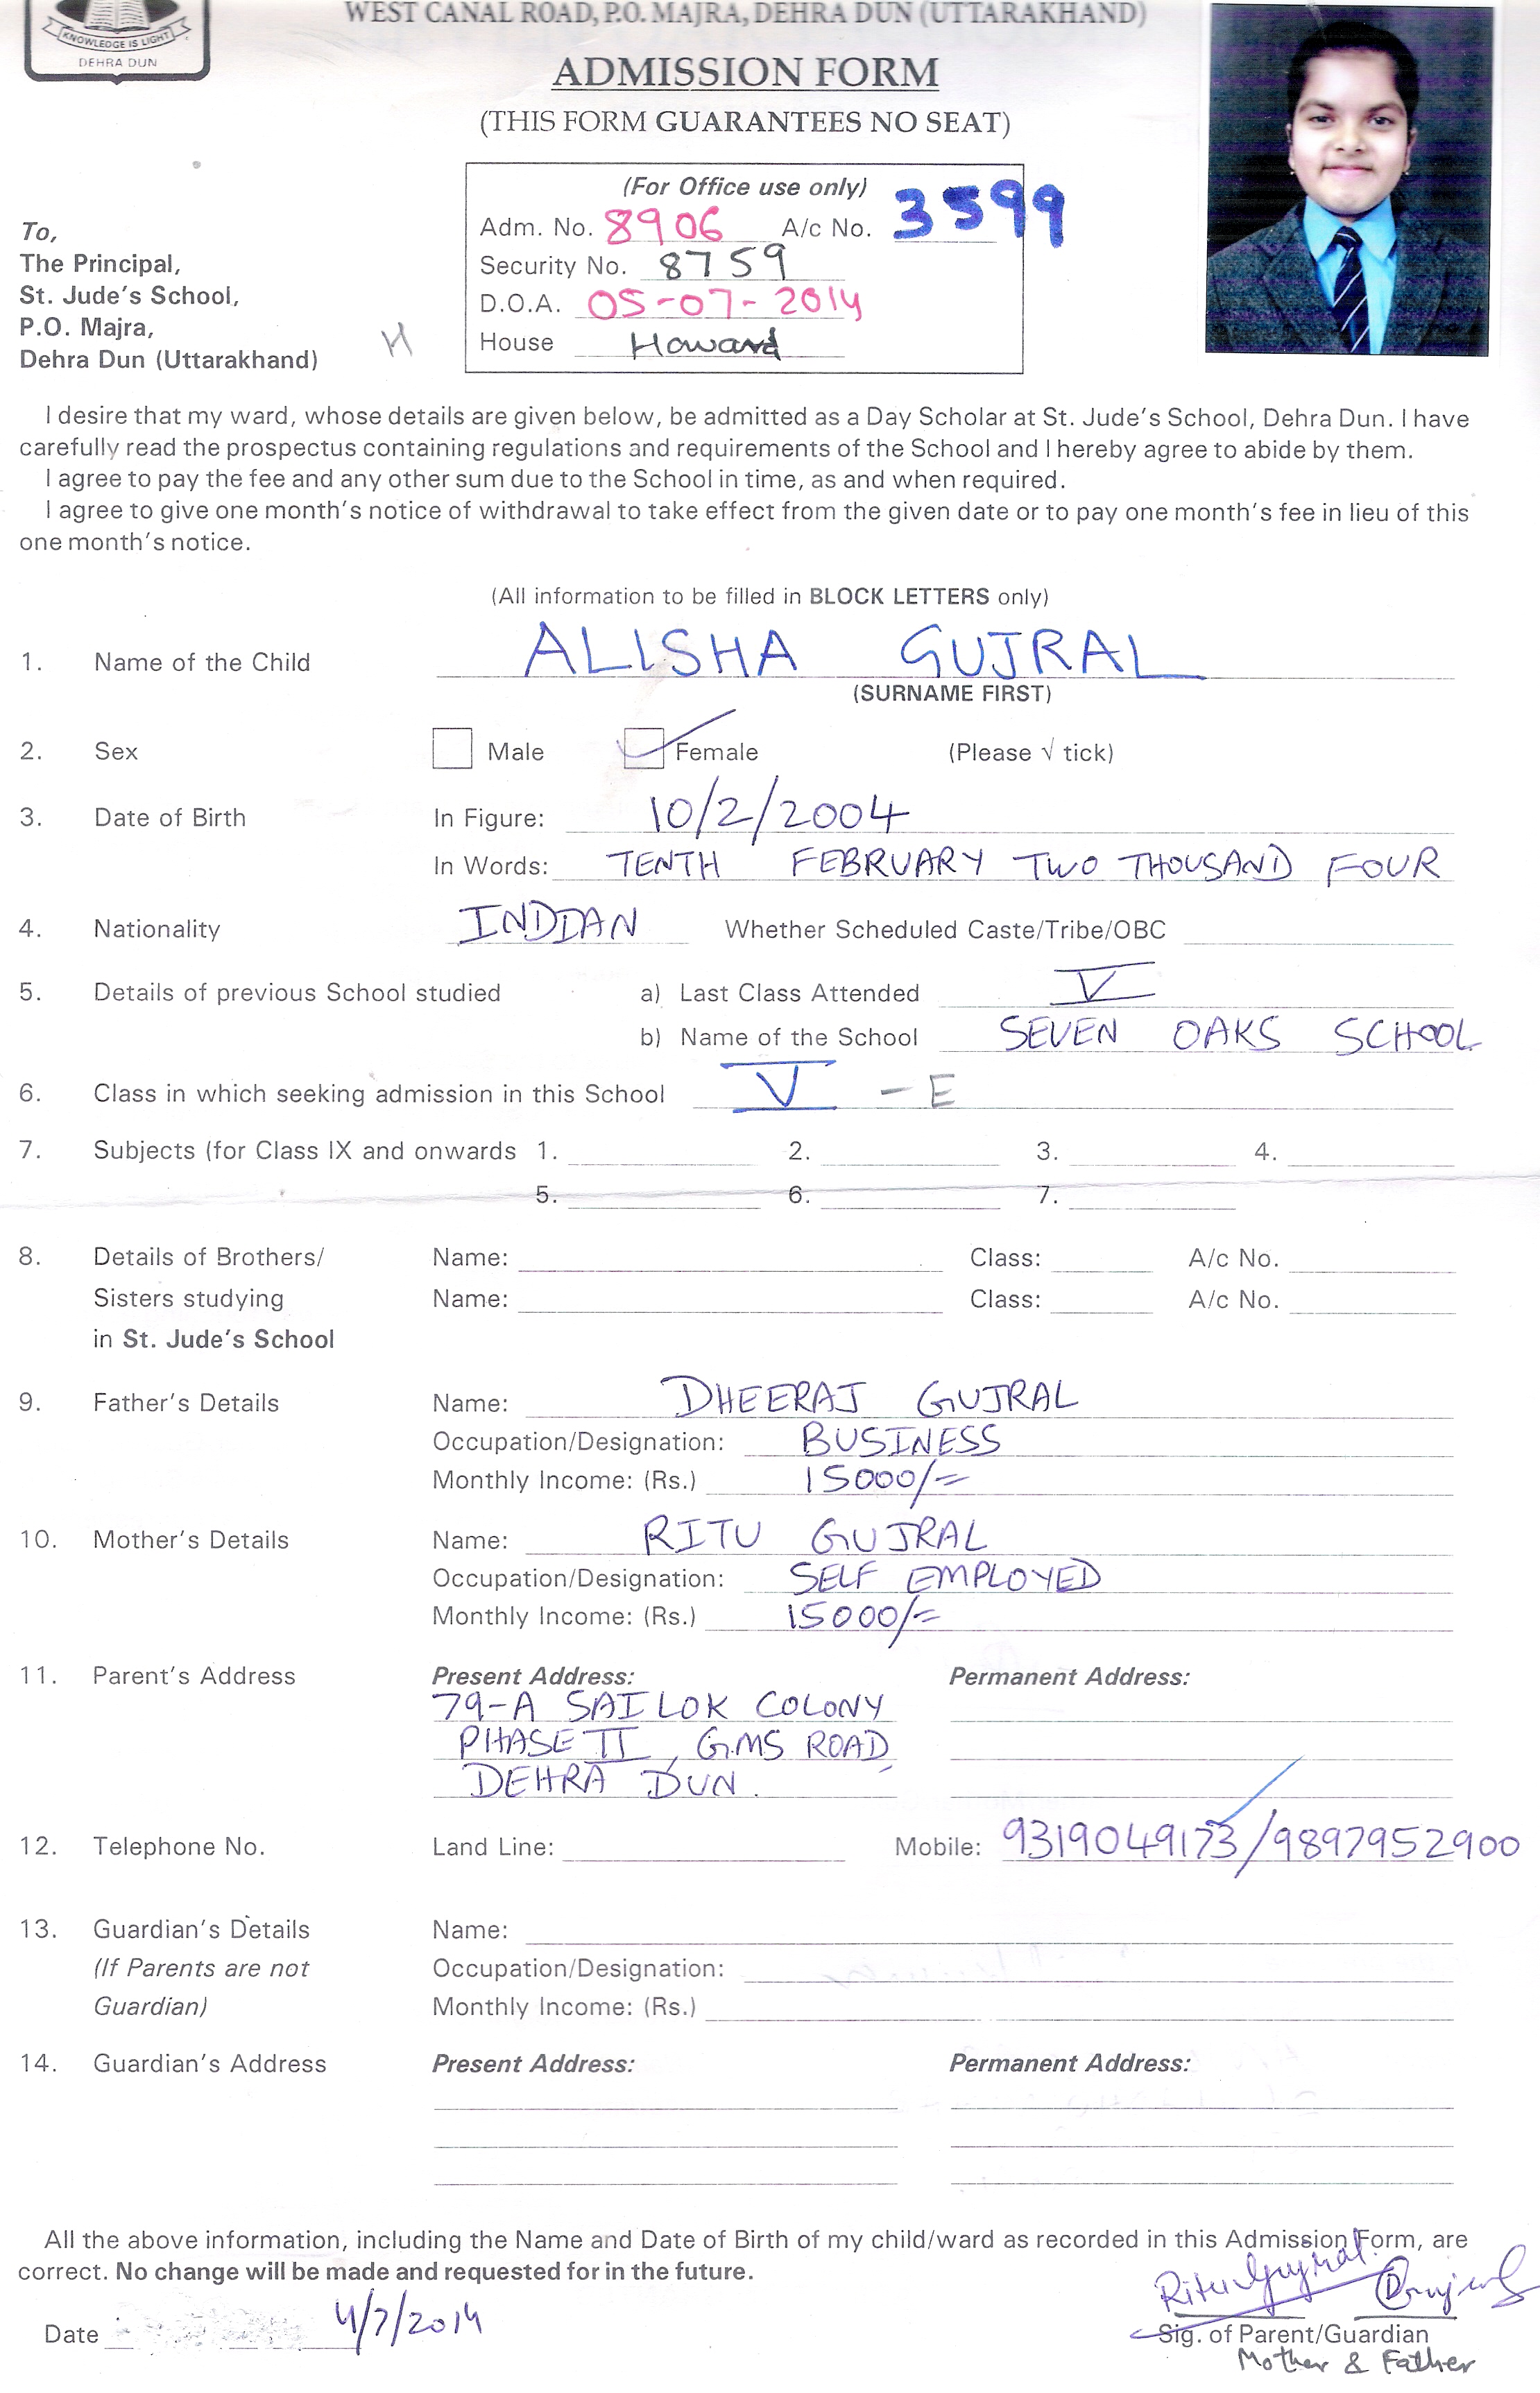 KNOWLEDGE IS LIGHT
DEHRA DUN
WEST CANAL ROAD, P.O. MAJRA, DEHRA DUN (UTTARAKHAND)
ADMISSION FORM
(THIS FORM GUARANTEES NO SEAT)
(For Office use only)
Adm. No. 8906 A/c No. 3599
Security No. 8759
D.O.A. 05-07-2014
House Howard
To,
The Principal,
St. Jude's School,
P.O. Majra,
Dehra Dun (Uttarakhand)
H
I desire that my ward, whose details are given below, be admitted as a Day Scholar at St. Jude's School, Dehra Dun. I have
carefully read the prospectus containing regulations and requirements of the School and I hereby agree to abide by them.
I agree to pay the fee and any other sum due to the School in time, as and when required.
I agree to give one month's notice of withdrawal to take effect from the given date or to pay one month's fee in lieu of this
one month's notice.
(All information to be filled in BLOCK LETTERS only)
1. Name of the Child ALISHA GUJRAL
(SURNAME FIRST)
2. Sex Male Female (Please √ tick)
3. Date of Birth In Figure: 10/2/2004
In Words: TENTH FEBRUARY TWO THOUSAND FOUR
4. Nationality INDIAN Whether Scheduled Caste/Tribe/OBC
5. Details of previous School studied a) Last Class Attended V
b) Name of the School SEVEN OAKS SCHOOL
6. Class in which seeking admission in this School V - E
7. Subjects (for Class IX and onwards 1. 2. 3. 4.
5. 6. 7.
8. Details of Brothers/ Name: Class: A/c No.
Sisters studying Name: Class: A/c No.
in St. Jude's School
9. Father's Details Name: DHEERAJ GUJRAL
Occupation/Designation: BUSINESS
Monthly Income: (Rs.) 15000/=
10. Mother's Details Name: RITU GUJRAL
Occupation/Designation: SELF EMPLOYED
Monthly Income: (Rs.) 15000/=
11. Parent's Address Present Address: Permanent Address:
79-A SAI LOK COLONY
PHASE II, G.MS ROAD,
DEHRA DUN.
12. Telephone No. Land Line: Mobile: 9319049173/9897952900
13. Guardian's Details Name:
(If Parents are not Occupation/Designation:
Guardian) Monthly Income: (Rs.)
14. Guardian's Address Present Address: Permanent Address:
All the above information, including the Name and Date of Birth of my child/ward as recorded in this Admission Form, are
correct. No change will be made and requested for in the future.
Ritu Gujral
Date 4/7/2014
Sig. of Parent/Guardian
Mother & Father